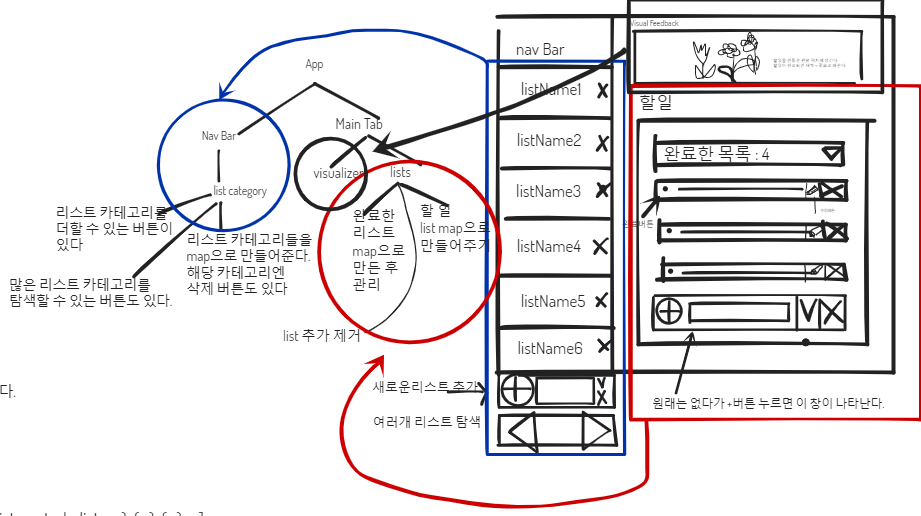 App
Nav Bar
Main Tab
list category
visualizer
lists
리스트 카테고리를
더할 수 있는 버튼이
있다
리스트 카테고리들을
map으로 만들어준다.
해당 카테고리엔
삭제 버튼도 있다
많은 리스트 카테고리를
탐색할 수 있는 버튼도 있다.
완료한
리스트
map으로
만든 후
관리
할 일
list map으로
만들어주기
list 추가 제거
다.
nav Bar
listName1
listName2
listName3
listName4
listName5
listName6
새로운리스트 추가
여러개 리스트 탐색
Visual Feedback
할일
완료한 목록 : 4
원래는 없다가 +버튼 누르면 이 창이 나타난다.